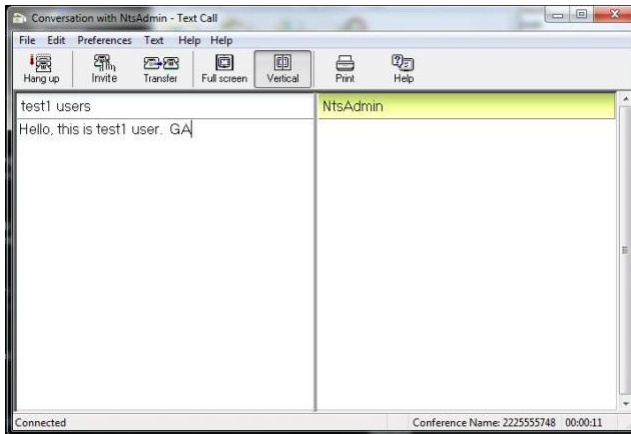 Conversation with NtsAdmin - Text Call
File Edit Preferences Text Help Help
Hang up Invite Transfer Full screen Vertical Print Help
test1 users NtsAdmin
Hello, this is test1 user. GA
Connected Conference Name: 2225555748 00:00:11